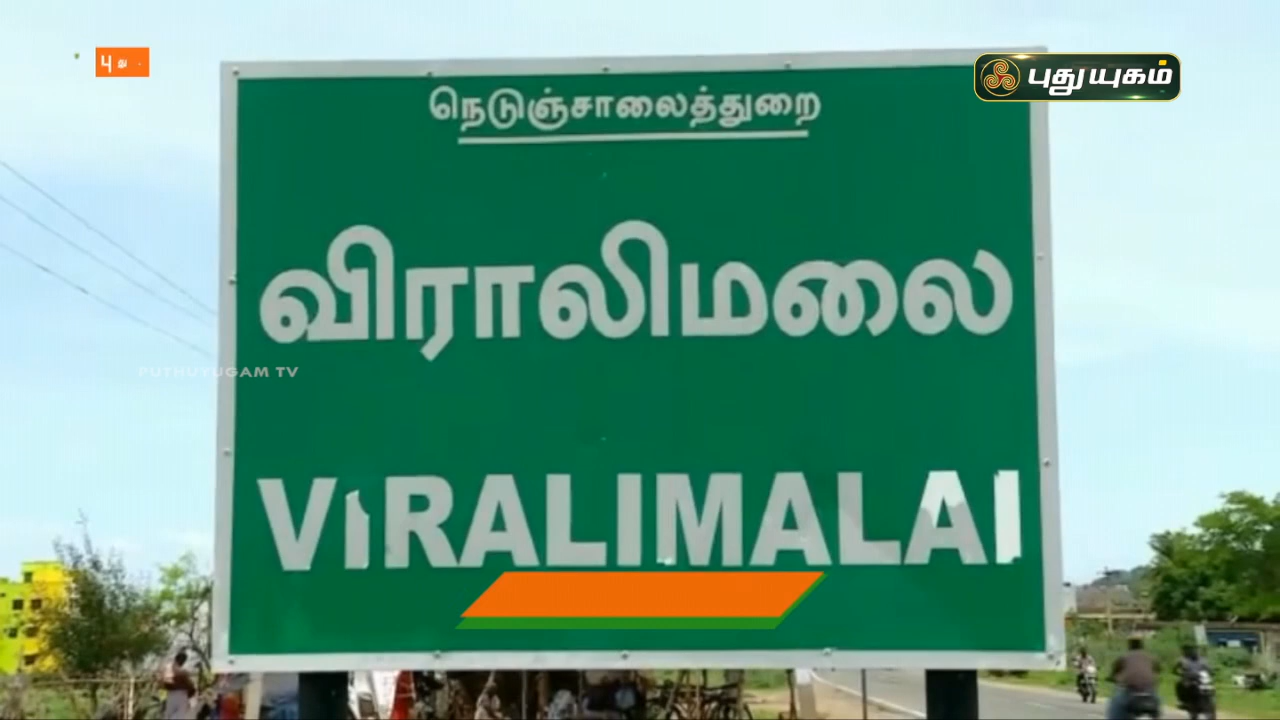 புது
புதுயுகம்
நெடுஞ்சாலைத்துறை
விராலிமலை
PUTHUYUGAM TV
VIRALIMALAI